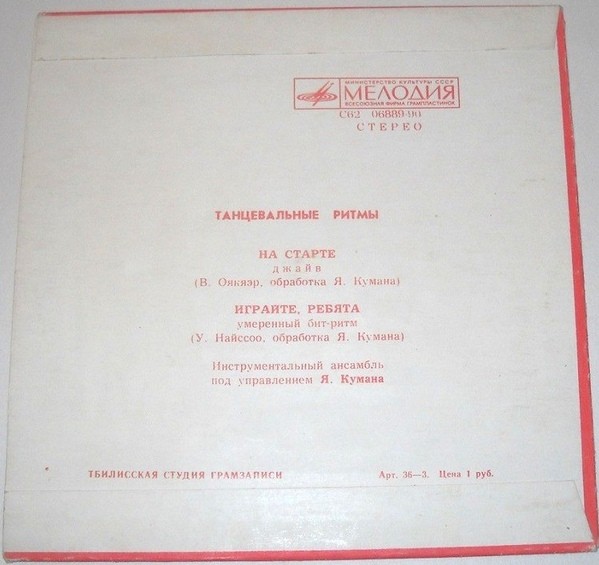 МИНИСТЕРСТВО КУЛЬТУРЫ СССР
МЕЛОДИЯ
ВСЕСОЮЗНАЯ ФИРМА ГРАМПЛАСТИНОК
С62 06889-90
СТЕРЕО
ТАНЦЕВАЛЬНЫЕ РИТМЫ
НА СТАРТЕ
джайв
(В. Оякяэр, обработка Я. Кумана)
ИГРАЙТЕ, РЕБЯТА
умеренный бит-ритм
(У. Найссоо, обработка Я. Кумана)
Инструментальный ансамбль
под управлением Я. Кумана
ТБИЛИССКАЯ СТУДИЯ ГРАМЗАПИСИ Арт. 36—3. Цена 1 руб.